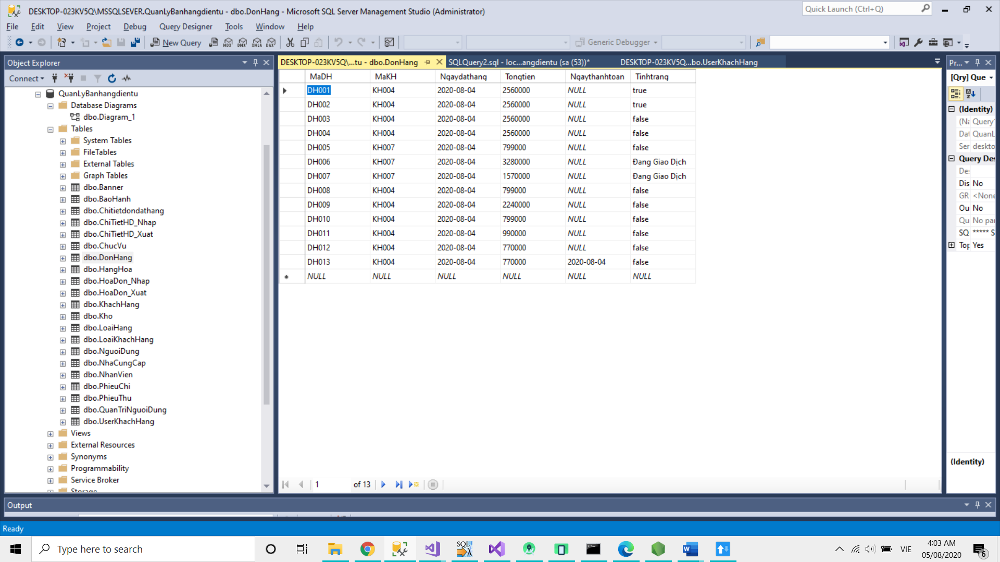 DESKTOP-023KV5Q\MSSQLSEVER.QuanLyBanhangdientu - dbo.DonHang - Microsoft SQL Server Management Studio (Administrator)
Quick Launch (Ctrl+Q)
File Edit View Project Debug Query Designer Tools Window Help
New Query MDX DMX XMLA DAX Generic Debugger
Object Explorer
Connect
QuanLyBanhangdientu
Database Diagrams
dbo.Diagram_1
Tables
System Tables
FileTables
External Tables
Graph Tables
dbo.Banner
dbo.BaoHanh
dbo.Chitietdondathang
dbo.ChiTietHD_Nhap
dbo.ChiTietHD_Xuat
dbo.ChucVu
dbo.DonHang
dbo.HangHoa
dbo.HoaDon_Nhap
dbo.HoaDon_Xuat
dbo.KhachHang
dbo.Kho
dbo.LoaiHang
dbo.LoaiKhachHang
dbo.NguoiDung
dbo.NhaCungCap
dbo.NhanVien
dbo.PhieuChi
dbo.PhieuThu
dbo.QuanTriNguoiDung
dbo.UserKhachHang
Views
External Resources
Synonyms
Programmability
Service Broker
Storage
DESKTOP-023KV5Q\...tu - dbo.DonHang SQLQuery2.sql - loc...angdientu (sa (53))* DESKTOP-023KV5Q...bo.UserKhachHang
MaDH MaKH Ngaydathang Tongtien Ngaythanhtoan Tinhtrang
DH001 KH004 2020-08-04 2560000 NULL true
DH002 KH004 2020-08-04 2560000 NULL true
DH003 KH004 2020-08-04 2560000 NULL false
DH004 KH004 2020-08-04 2560000 NULL false
DH005 KH007 2020-08-04 799000 NULL false
DH006 KH007 2020-08-04 3280000 NULL Đang Giao Dịch
DH007 KH007 2020-08-04 1570000 NULL Đang Giao Dịch
DH008 KH004 2020-08-04 799000 NULL false
DH009 KH004 2020-08-04 2240000 NULL false
DH010 KH004 2020-08-04 799000 NULL false
DH011 KH004 2020-08-04 990000 NULL false
DH012 KH004 2020-08-04 770000 NULL false
DH013 KH004 2020-08-04 770000 2020-08-04 false
NULL NULL NULL NULL NULL NULL
1 of 13
Pr...
[Qry] Que
(Identity)
(Na Query
Dat QuanL
Ser deskto
Query Des
Des
Dis No
GR <None
Ou No
Qu No par
SQ ***** S
Top Yes
(Identity)
Output
Ready
Type here to search
SQL
VIE
4:03 AM
05/08/2020
6